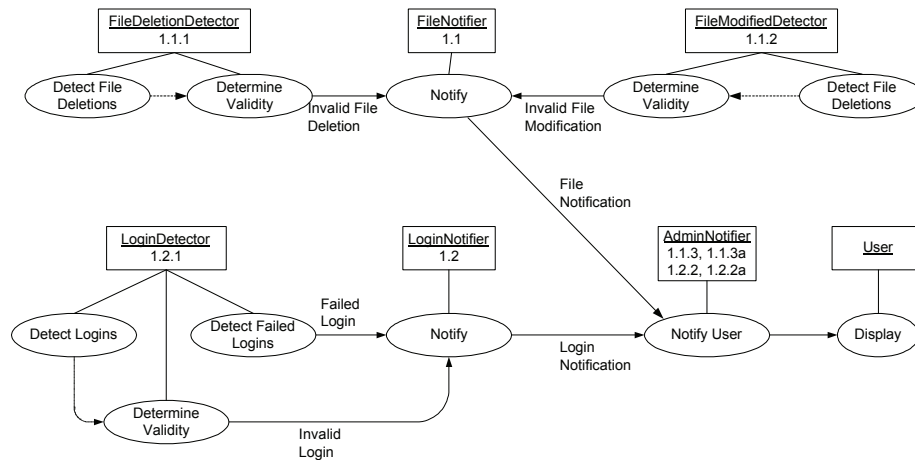 FileDeletionDetector
1.1.1
FileNotifier
1.1
FileModifiedDetector
1.1.2
Detect File
Deletions
Determine
Validity
Invalid File
Deletion
Notify
Invalid File
Modification
Determine
Validity
Detect File
Deletions
File
Notification
LoginDetector
1.2.1
LoginNotifier
1.2
AdminNotifier
1.1.3, 1.1.3a
1.2.2, 1.2.2a
User
Detect Logins
Detect Failed
Logins
Failed
Login
Notify
Login
Notification
Notify User
Display
Determine
Validity
Invalid
Login